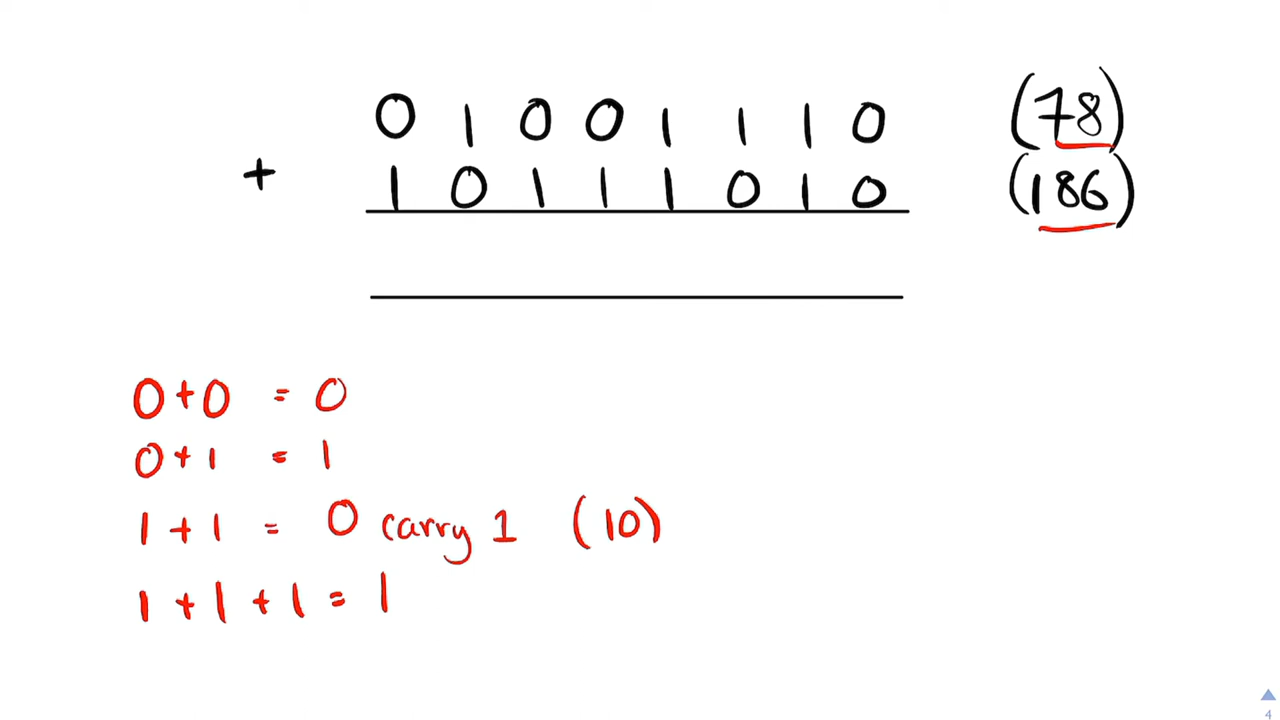 0 1 0 0 1 1 1 0 (78)
+ 1 0 1 1 1 0 1 0 (186)
0 + 0 = 0
0 + 1 = 1
1 + 1 = 0 carry 1 (10)
1 + 1 + 1 = 1
4